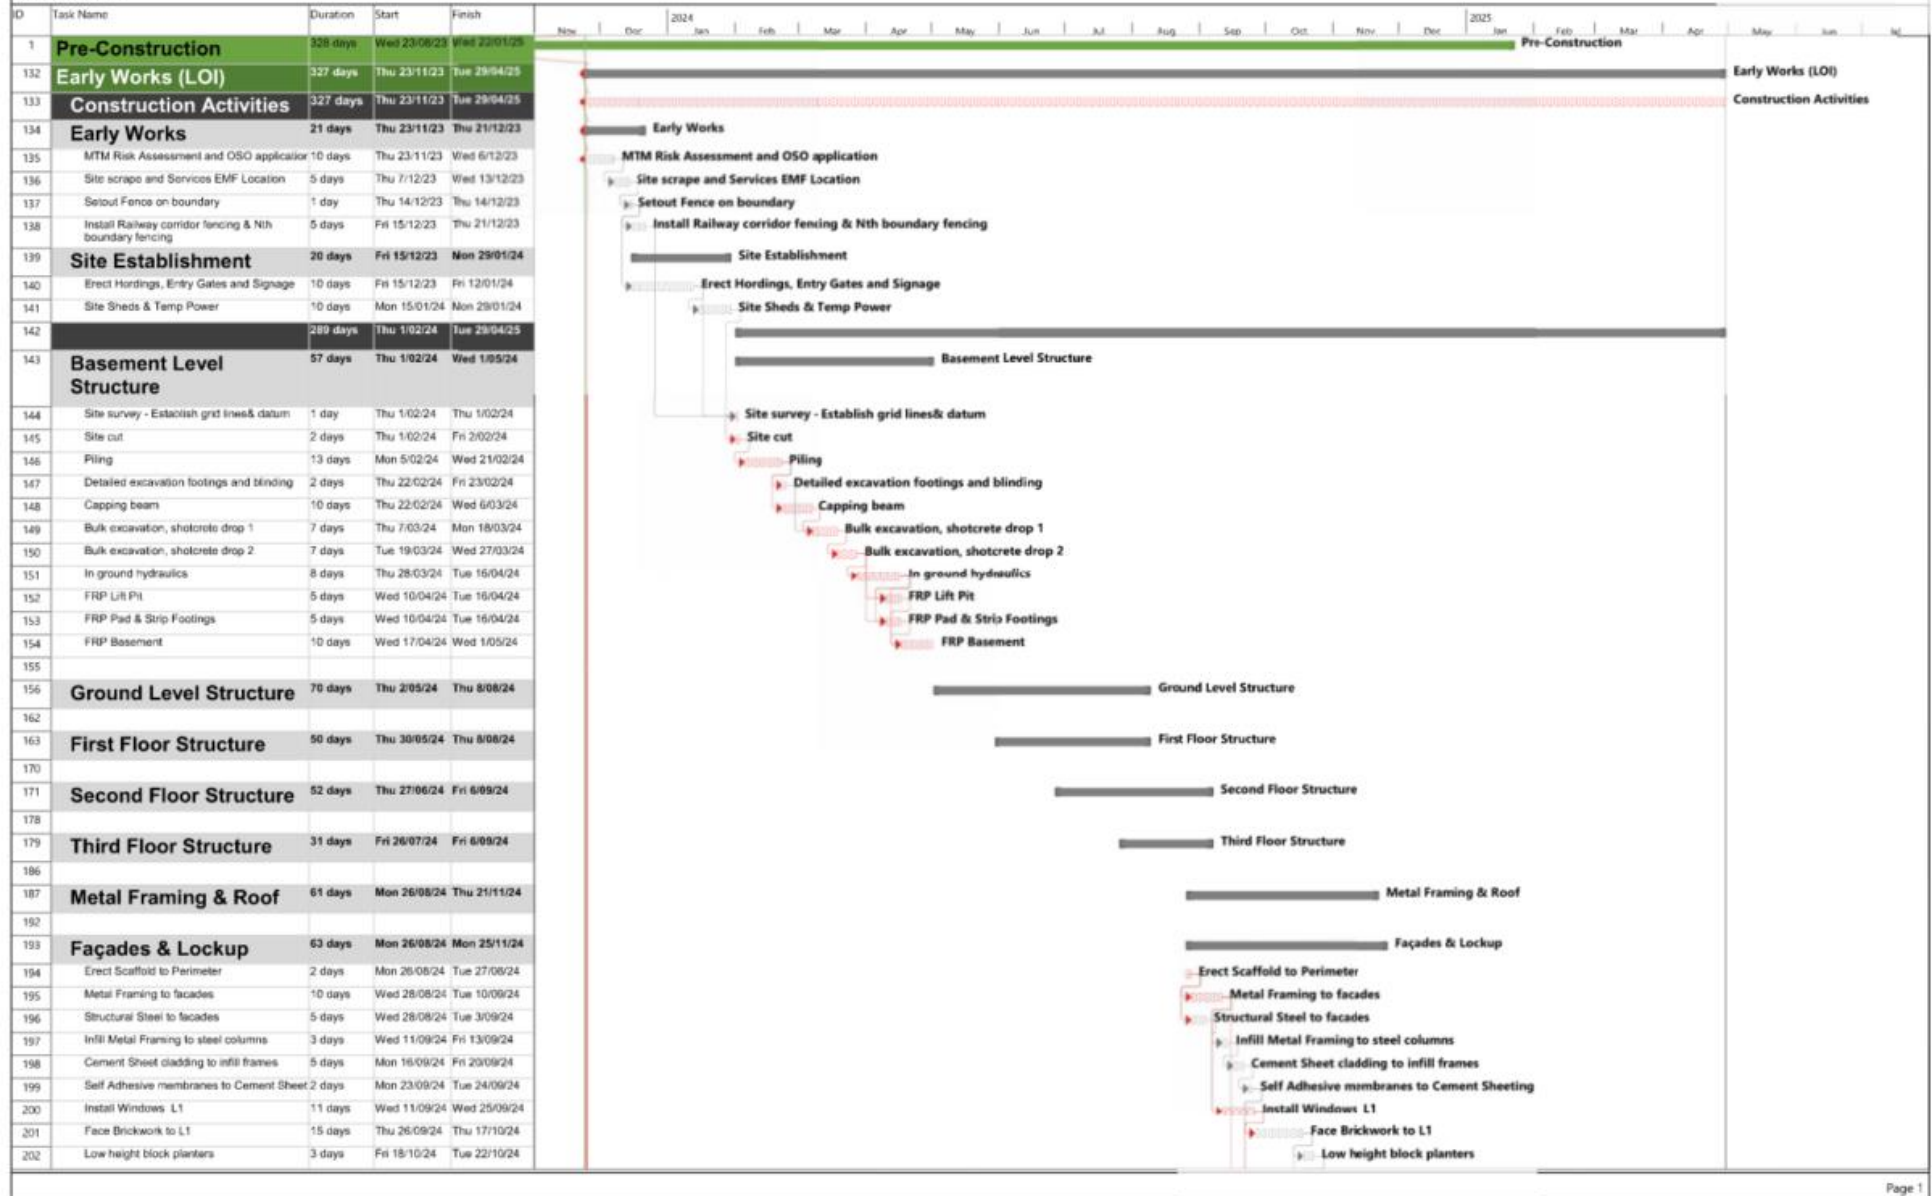 ID Task Name Duration Start Finish
2024 2025
Nov Dec Jan Feb Mar Apr May Jun Jul Aug Sep Oct Nov Dec Jan Feb Mar Apr May Jun Jul
1 Pre-Construction 328 days Wed 23/08/23 Wed 22/01/25 Pre-Construction
132 Early Works (LOI) 327 days Thu 23/11/23 Tue 29/04/25 Early Works (LOI)
133 Construction Activities 327 days Thu 23/11/23 Tue 29/04/25 Construction Activities
134 Early Works 21 days Thu 23/11/23 Thu 21/12/23 Early Works
135 MTM Risk Assessment and OSO application 10 days Thu 23/11/23 Wed 6/12/23 MTM Risk Assessment and OSO application
136 Site scrape and Services EMF Location 5 days Thu 7/12/23 Wed 13/12/23 Site scrape and Services EMF Location
137 Setout Fence on boundary 1 day Thu 14/12/23 Thu 14/12/23 Setout Fence on boundary
138 Install Railway corridor fencing & Nth 5 days Fri 15/12/23 Thu 21/12/23 Install Railway corridor fencing & Nth boundary fencing
boundary fencing
139 Site Establishment 20 days Fri 15/12/23 Mon 29/01/24 Site Establishment
140 Erect Hordings, Entry Gates and Signage 10 days Fri 15/12/23 Fri 12/01/24 Erect Hordings, Entry Gates and Signage
141 Site Sheds & Temp Power 10 days Mon 15/01/24 Mon 29/01/24 Site Sheds & Temp Power
142 289 days Thu 1/02/24 Tue 29/04/25
143 Basement Level 57 days Thu 1/02/24 Wed 1/05/24 Basement Level Structure
Structure
144 Site survey - Establish grid lines& datum 1 day Thu 1/02/24 Thu 1/02/24 Site survey - Establish grid lines& datum
145 Site cut 2 days Thu 1/02/24 Fri 2/02/24 Site cut
146 Piling 13 days Mon 5/02/24 Wed 21/02/24 Piling
147 Detailed excavation footings and blinding 2 days Thu 22/02/24 Fri 23/02/24 Detailed excavation footings and blinding
148 Capping beam 10 days Thu 22/02/24 Wed 6/03/24 Capping beam
149 Bulk excavation, shotcrete drop 1 7 days Thu 7/03/24 Mon 18/03/24 Bulk excavation, shotcrete drop 1
150 Bulk excavation, shotcrete drop 2 7 days Tue 19/03/24 Wed 27/03/24 Bulk excavation, shotcrete drop 2
151 In ground hydraulics 8 days Thu 28/03/24 Tue 16/04/24 In ground hydraulics
152 FRP Lift Pit 5 days Wed 10/04/24 Tue 16/04/24 FRP Lift Pit
153 FRP Pad & Strip Footings 5 days Wed 10/04/24 Tue 16/04/24 FRP Pad & Strip Footings
154 FRP Basement 10 days Wed 17/04/24 Wed 1/05/24 FRP Basement
155
156 Ground Level Structure 70 days Thu 2/05/24 Thu 8/08/24 Ground Level Structure
162
163 First Floor Structure 50 days Thu 30/05/24 Thu 8/08/24 First Floor Structure
170
171 Second Floor Structure 52 days Thu 27/06/24 Fri 6/09/24 Second Floor Structure
178
179 Third Floor Structure 31 days Fri 26/07/24 Fri 6/09/24 Third Floor Structure
186
187 Metal Framing & Roof 61 days Mon 26/08/24 Thu 21/11/24 Metal Framing & Roof
192
193 Façades & Lockup 63 days Mon 26/08/24 Mon 25/11/24 Façades & Lockup
194 Erect Scaffold to Perimeter 2 days Mon 26/08/24 Tue 27/08/24 Erect Scaffold to Perimeter
195 Metal Framing to facades 10 days Wed 28/08/24 Tue 10/09/24 Metal Framing to facades
196 Structural Steel to facades 5 days Wed 28/08/24 Tue 3/09/24 Structural Steel to facades
197 Infill Metal Framing to steel columns 3 days Wed 11/09/24 Fri 13/09/24 Infill Metal Framing to steel columns
198 Cement Sheet cladding to infill frames 5 days Mon 16/09/24 Fri 20/09/24 Cement Sheet cladding to infill frames
199 Self Adhesive membranes to Cement Sheet 2 days Mon 23/09/24 Tue 24/09/24 Self Adhesive membranes to Cement Sheeting
200 Install Windows L1 11 days Wed 11/09/24 Wed 25/09/24 Install Windows L1
201 Face Brickwork to L1 15 days Thu 26/09/24 Thu 17/10/24 Face Brickwork to L1
202 Low height block planters 3 days Fri 18/10/24 Tue 22/10/24 Low height block planters
Page 1